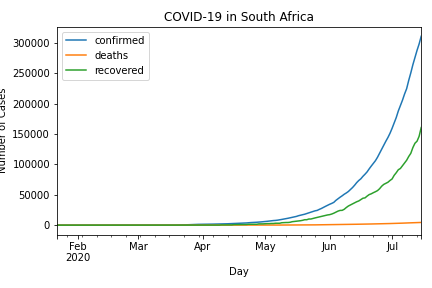 COVID-19 in South Africa
confirmed
deaths
recovered
300000
250000
200000
150000
100000
50000
0
Number of Cases
Feb
2020
Mar
Apr
May
Jun
Jul
Day